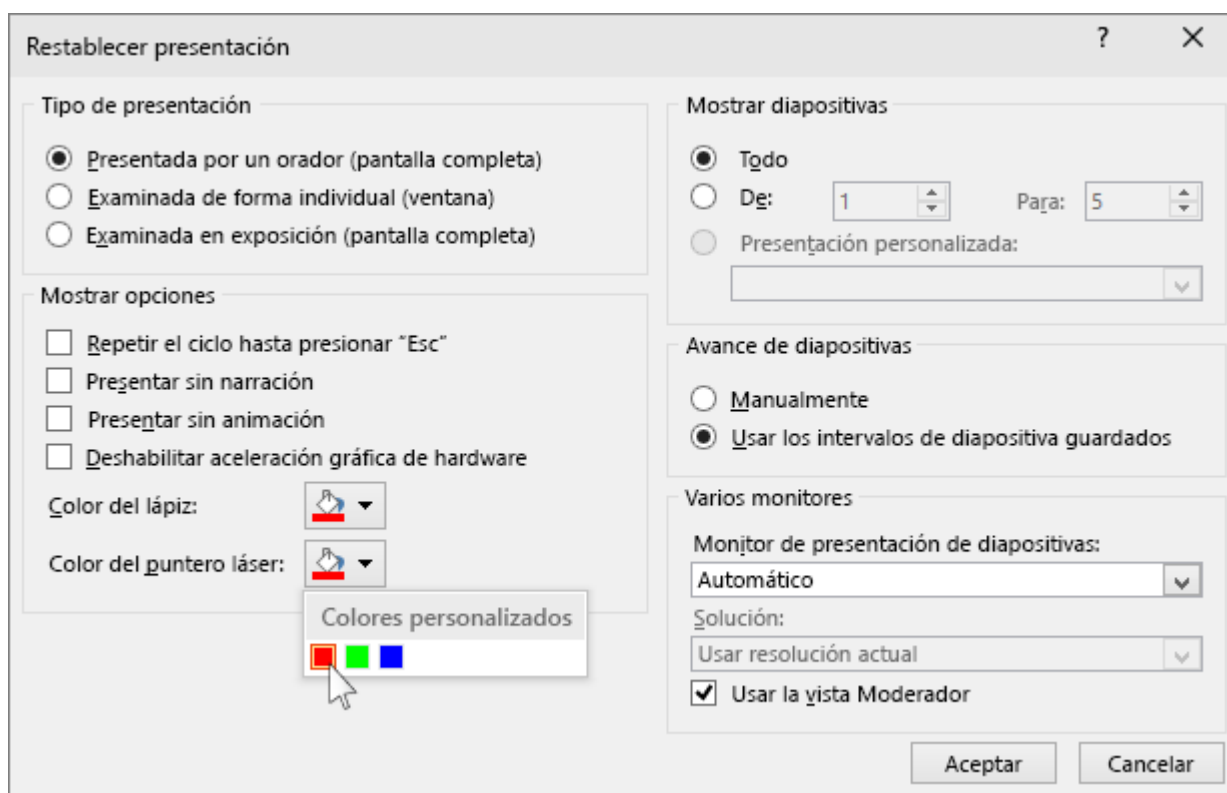 Restablecer presentación
?
Tipo de presentación
Presentada por un orador (pantalla completa)
Examinada de forma individual (ventana)
Examinada en exposición (pantalla completa)
Mostrar opciones
Repetir el ciclo hasta presionar "Esc"
Presentar sin narración
Presentar sin animación
Deshabilitar aceleración gráfica de hardware
Color del lápiz:
Color del puntero láser:
Colores personalizados
Mostrar diapositivas
Todo
De: 1 Para: 5
Presentación personalizada:
Avance de diapositivas
Manualmente
Usar los intervalos de diapositiva guardados
Varios monitores
Monitor de presentación de diapositivas:
Automático
Solución:
Usar resolución actual
Usar la vista Moderador
Aceptar Cancelar